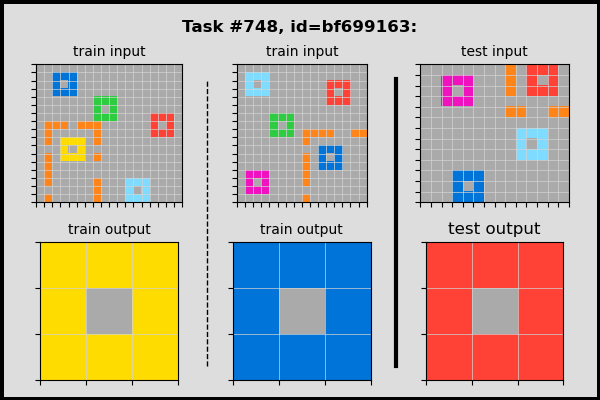 Task #748, id=bf699163:
train input
train input
test input
train output
train output
test output